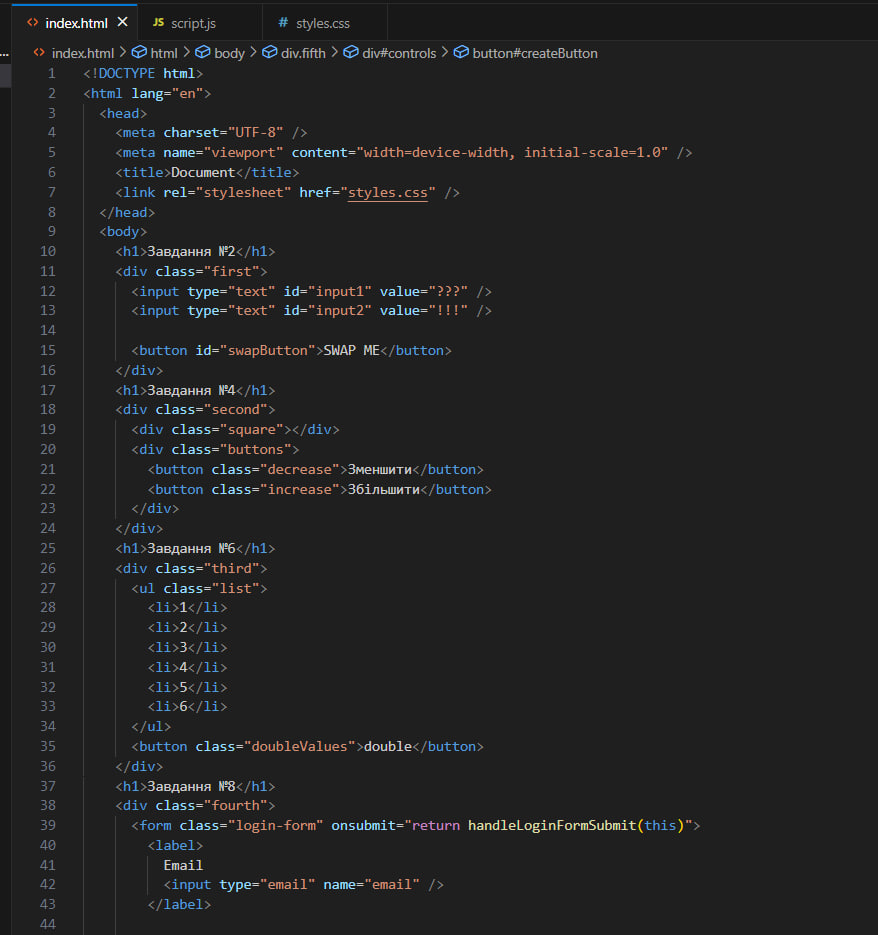 <> index.html ×
JS script.js
# styles.css
... <> index.html > html > body > div.fifth > div#controls > button#createButton
1 <!DOCTYPE html>
2 <html lang="en">
3 <head>
4 <meta charset="UTF-8" />
5 <meta name="viewport" content="width=device-width, initial-scale=1.0" />
6 <title>Document</title>
7 <link rel="stylesheet" href="styles.css" />
8 </head>
9 <body>
10 <h1>Завдання №2</h1>
11 <div class="first">
12 <input type="text" id="input1" value="???" />
13 <input type="text" id="input2" value="!!!" />
14
15 <button id="swapButton">SWAP ME</button>
16 </div>
17 <h1>Завдання №4</h1>
18 <div class="second">
19 <div class="square"></div>
20 <div class="buttons">
21 <button class="decrease">Зменшити</button>
22 <button class="increase">Збільшити</button>
23 </div>
24 </div>
25 <h1>Завдання №6</h1>
26 <div class="third">
27 <ul class="list">
28 <li>1</li>
29 <li>2</li>
30 <li>3</li>
31 <li>4</li>
32 <li>5</li>
33 <li>6</li>
34 </ul>
35 <button class="doubleValues">double</button>
36 </div>
37 <h1>Завдання №8</h1>
38 <div class="fourth">
39 <form class="login-form" onsubmit="return handleLoginFormSubmit(this)">
40 <label>
41 Email
42 <input type="email" name="email" />
43 </label>
44